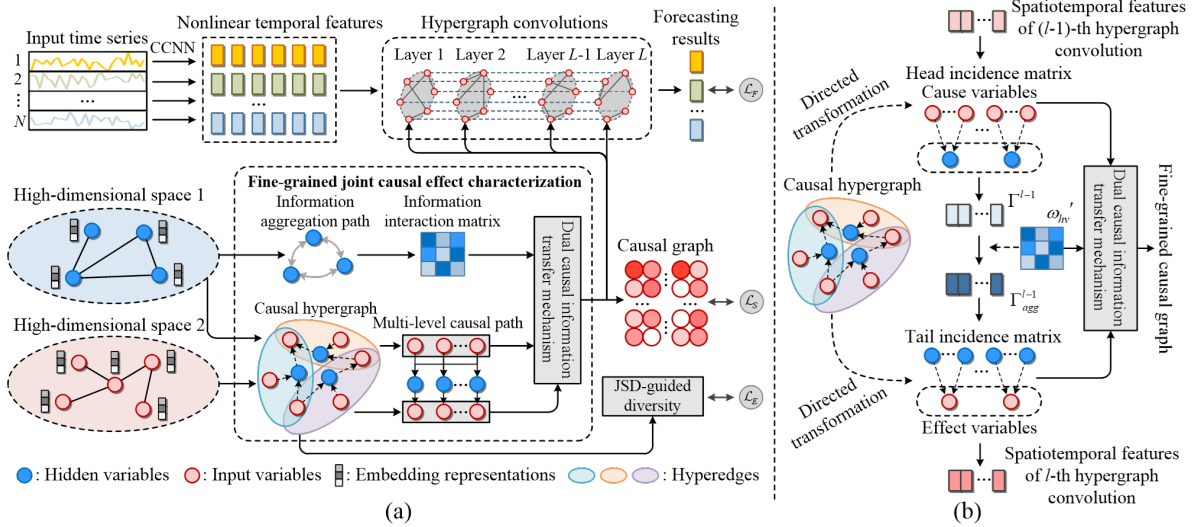 Input time series
CCNN
1
2
...
N
...
Nonlinear temporal features
...
Hypergraph convolutions
Layer 1
Layer 2
Layer L-1
Layer L
...
Forecasting
results
ℒF
High-dimensional space 1
High-dimensional space 2
Fine-grained joint causal effect characterization
Information
aggregation path
Information
interaction matrix
Causal hypergraph
Multi-level causal path
...
...
...
Dual causal information
transfer mechanism
Causal graph
...
...
...
...
ℒS
JSD-guided
diversity
ℒE
: Hidden variables
: Input variables
: Embedding representations
: Hyperedges
(a)
Spatiotemporal features
of (l-1)-th hypergraph
convolution
...
Directed
transformation
Head incidence matrix
Cause variables
...
...
Causal hypergraph
...
Γ^{l-1}
ω_{hv}'
...
Γ_{agg}^{l-1}
Dual causal information
transfer mechanism
Fine-grained causal graph
Tail incidence matrix
...
...
Effect variables
Directed
transformation
...
Spatiotemporal features
of l-th hypergraph
convolution
(b)